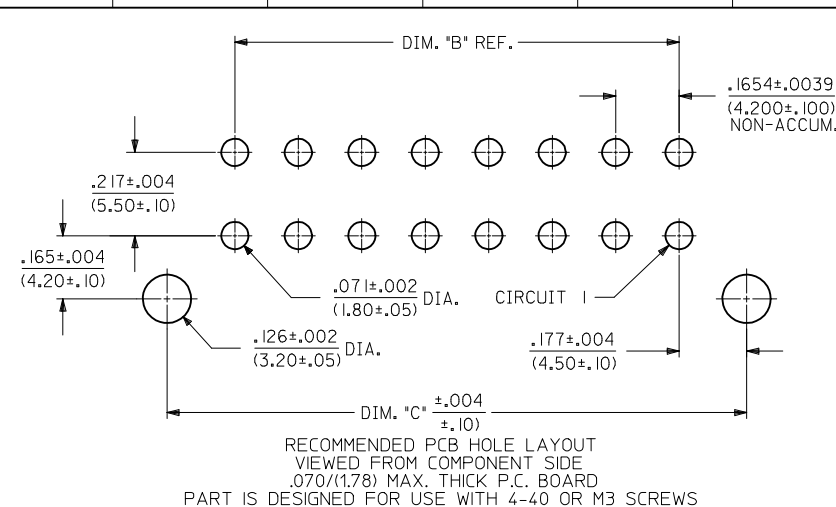 DIM. "B" REF.
.1654±.0039
(4.200±.100)
NON-ACCUM.
.217±.004
(5.50±.10)
.165±.004
(4.20±.10)
.071±.002
(1.80±.05) DIA.
CIRCUIT 1
.126±.002
(3.20±.05) DIA.
.177±.004
(4.50±.10)
DIM. "C" ±.004
±.10)
RECOMMENDED PCB HOLE LAYOUT
VIEWED FROM COMPONENT SIDE
.070/(1.78) MAX. THICK P.C. BOARD
PART IS DESIGNED FOR USE WITH 4-40 OR M3 SCREWS